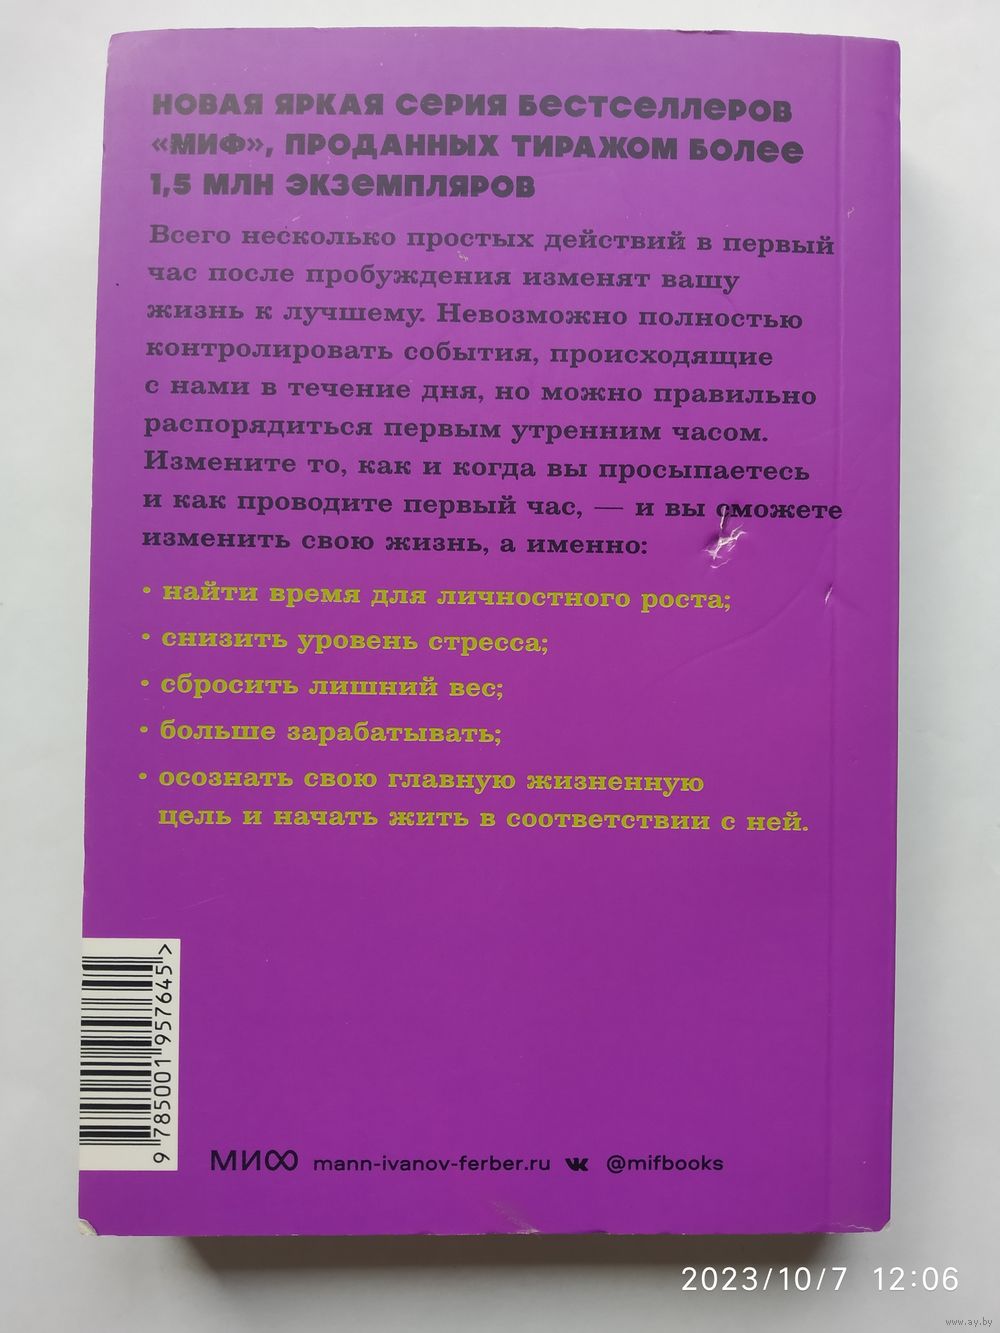 НОВАЯ ЯРКАЯ СЕРИЯ БЕСТСЕЛЛЕРОВ
«МИФ», ПРОДАННЫХ ТИРАЖОМ БОЛЕЕ
1,5 МЛН ЭКЗЕМПЛЯРОВ
Всего несколько простых действий в первый
час после пробуждения изменят вашу
жизнь к лучшему. Невозможно полностью
контролировать события, происходящие
с нами в течение дня, но можно правильно
распорядиться первым утренним часом.
Измените то, как и когда вы просыпаетесь
и как проводите первый час, — и вы сможете
изменить свою жизнь, а именно:
• найти время для личностного роста;
• снизить уровень стресса;
• сбросить лишний вес;
• больше зарабатывать;
• осознать свою главную жизненную
цель и начать жить в соответствии с ней.
9 785001 957645 >
МИФ mann-ivanov-ferber.ru @mifbooks
2023/10/7 12:06
www.ay.by